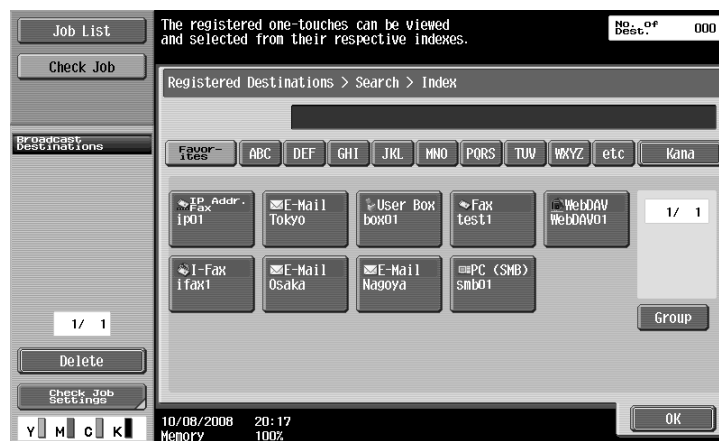 Job List
Check Job
Broadcast
Destinations
1/ 1
Delete
Check Job
Settings
Y M C K
The registered one-touches can be viewed
and selected from their respective indexes.
No. of
Dest. 000
Registered Destinations > Search > Index
Favor-
ites ABC DEF GHI JKL MNO PQRS TUV WXYZ etc Kana
IP Addr.
Fax
ip01
E-Mail
Tokyo
User Box
box01
Fax
test1
WebDAV
WebDAV01
1/ 1
I-Fax
ifax1
E-Mail
Osaka
E-Mail
Nagoya
PC (SMB)
smb01
Group
10/08/2008 20:17
Memory 100%
OK